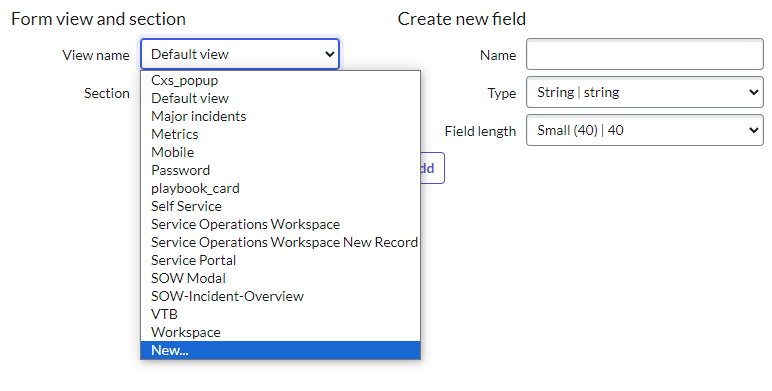 Form view and section
View name
Default view
Section
Cxs_popup
Default view
Major incidents
Metrics
Mobile
Password
playbook_card
Self Service
Service Operations Workspace
Service Operations Workspace New Record
Service Portal
SOW Modal
SOW-Incident-Overview
VTB
Workspace
New...
Create new field
Name
Type
String | string
Field length
Small (40) | 40
dd